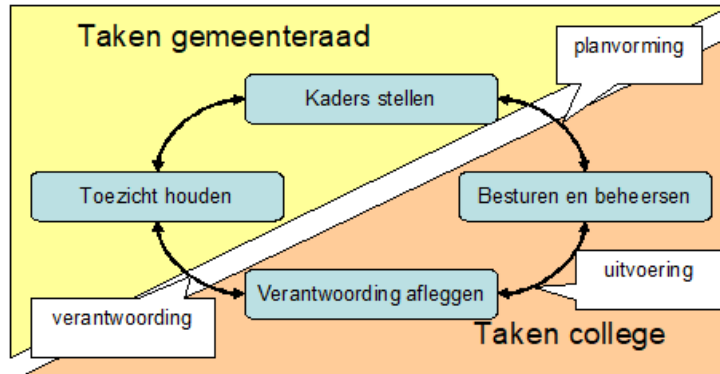 Taken gemeenteraad
planvorming
Kaders stellen
Toezicht houden
Besturen en beheersen
Verantwoording afleggen
uitvoering
verantwoording
Taken college